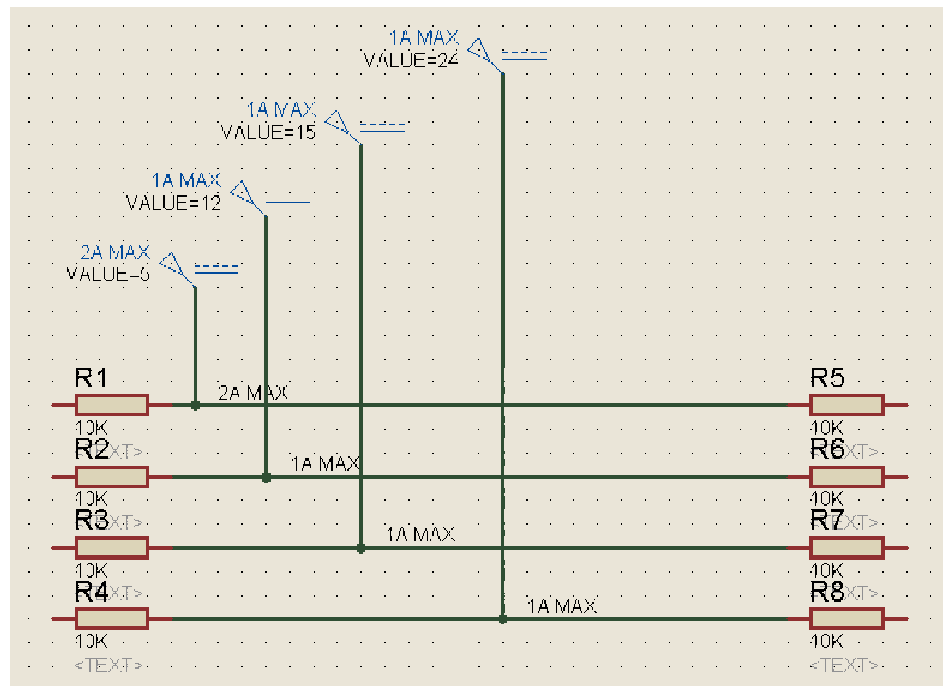 1A MAX
VALUE=24
1A MAX
VALUE=15
1A MAX
VALUE=12
2A MAX
VALUE=5
R1
R5
2A MAX
10K
10K
<TEXT>
<TEXT>
R2
R6
1A MAX
10K
10K
<TEXT>
<TEXT>
R3
R7
1A MAX
10K
10K
<TEXT>
<TEXT>
R4
R8
1A MAX
10K
10K
<TEXT>
<TEXT>